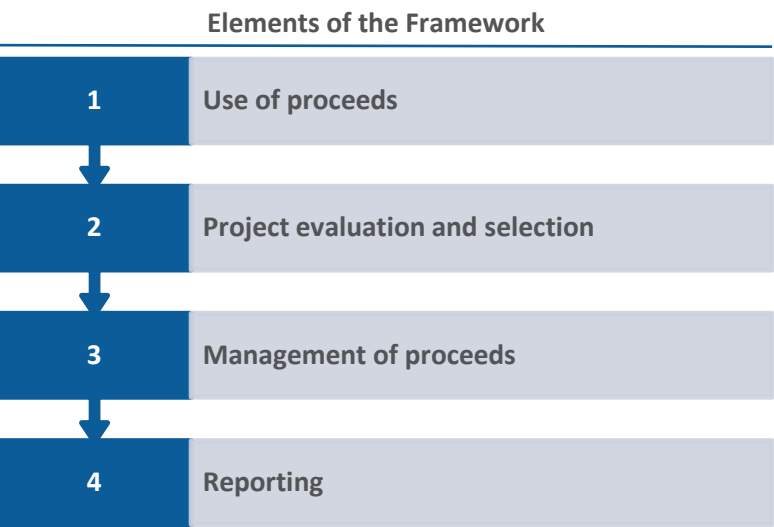 Elements of the Framework
1 Use of proceeds
2 Project evaluation and selection
3 Management of proceeds
4 Reporting